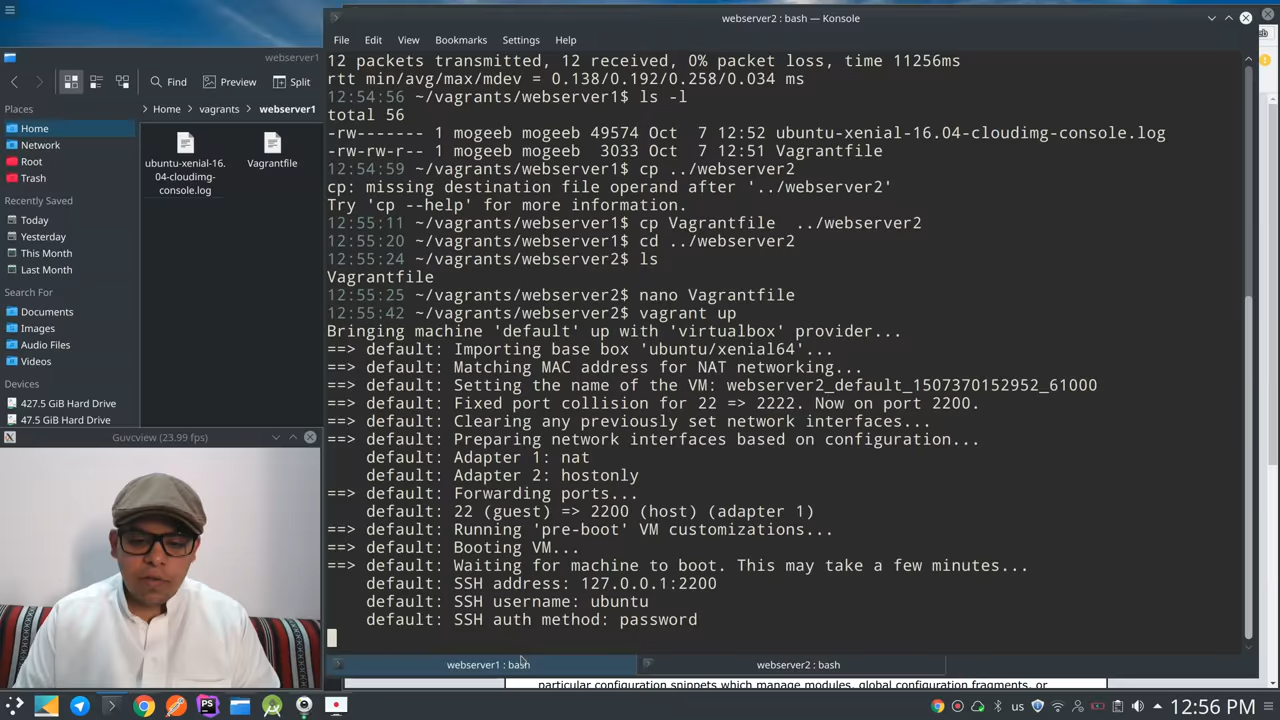 webserver2 : bash — Konsole
File Edit View Bookmarks Settings Help
webserver1
Find Preview Split
Home vagrants webserver1
Places
Home
Network
Root
Trash
Recently Saved
Today
Yesterday
This Month
Last Month
Search For
Documents
Images
Audio Files
Videos
Devices
427.5 GiB Hard Drive
47.5 GiB Hard Drive
ubuntu-xenial-16.
04-cloudimg-
console.log
Vagrantfile
12 packets transmitted, 12 received, 0% packet loss, time 11256ms
rtt min/avg/max/mdev = 0.138/0.192/0.258/0.034 ms
12:54:56 ~/vagrants/webserver1$ ls -l
total 56
-rw------- 1 mogeeb mogeeb 49574 Oct  7 12:52 ubuntu-xenial-16.04-cloudimg-console.log
-rw-rw-r-- 1 mogeeb mogeeb  3033 Oct  7 12:51 Vagrantfile
12:54:59 ~/vagrants/webserver1$ cp ../webserver2
cp: missing destination file operand after '../webserver2'
Try 'cp --help' for more information.
12:55:11 ~/vagrants/webserver1$ cp Vagrantfile  ../webserver2
12:55:20 ~/vagrants/webserver1$ cd ../webserver2
12:55:24 ~/vagrants/webserver2$ ls
Vagrantfile
12:55:25 ~/vagrants/webserver2$ nano Vagrantfile
12:55:42 ~/vagrants/webserver2$ vagrant up
Bringing machine 'default' up with 'virtualbox' provider...
==> default: Importing base box 'ubuntu/xenial64'...
==> default: Matching MAC address for NAT networking...
==> default: Setting the name of the VM: webserver2_default_1507370152952_61000
==> default: Fixed port collision for 22 => 2222. Now on port 2200.
==> default: Clearing any previously set network interfaces...
==> default: Preparing network interfaces based on configuration...
    default: Adapter 1: nat
    default: Adapter 2: hostonly
==> default: Forwarding ports...
    default: 22 (guest) => 2200 (host) (adapter 1)
==> default: Running 'pre-boot' VM customizations...
==> default: Booting VM...
==> default: Waiting for machine to boot. This may take a few minutes...
    default: SSH address: 127.0.0.1:2200
    default: SSH username: ubuntu
    default: SSH auth method: password
Guvcview (23.99 fps)
webserver1 : bash
webserver2 : bash
particular configuration snippets which manage modules, global configuration fragments, or
us
12:56 PM